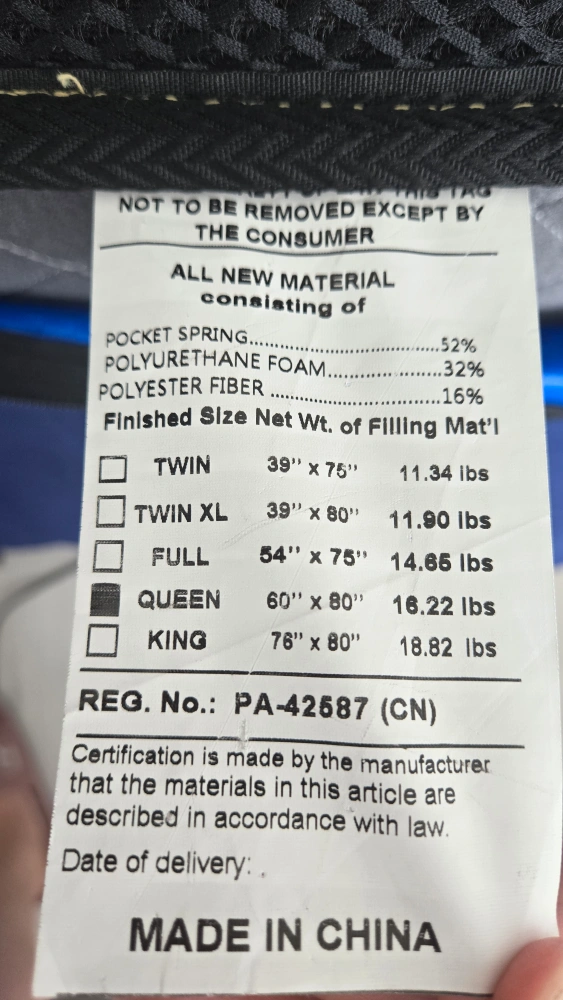 THIS TAG
NOT TO BE REMOVED EXCEPT BY
THE CONSUMER
ALL NEW MATERIAL
consisting of
POCKET SPRING..............................................52%
POLYURETHANE FOAM...........................32%
POLYESTER FIBER ........................................16%
Finished Size Net Wt. of Filling Mat'l
TWIN 39" x 75" 11.34 lbs
TWIN XL 39" x 80" 11.90 lbs
FULL 54" x 75" 14.65 lbs
QUEEN 60" x 80" 16.22 lbs
KING 76" x 80" 18.82 lbs
REG. No.: PA-42587 (CN)
Certification is made by the manufacturer
that the materials in this article are
described in accordance with law.
Date of delivery: .
MADE IN CHINA